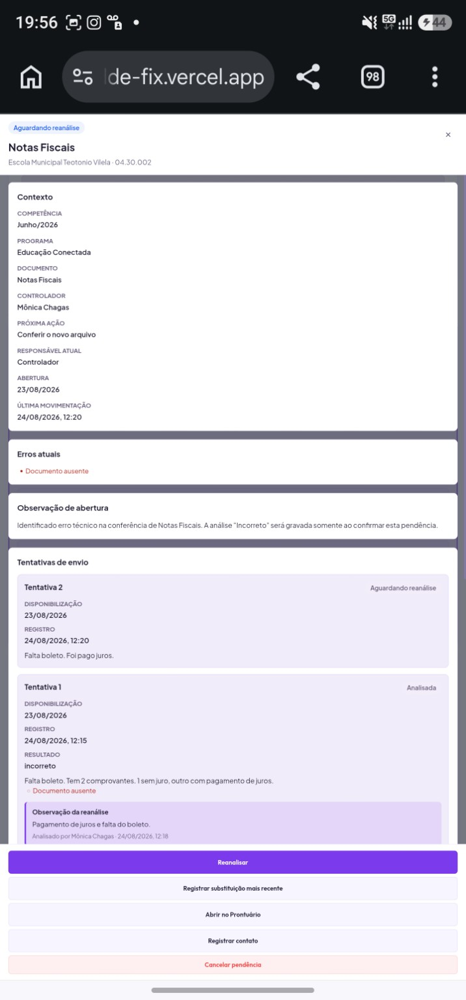 19:56
5G
44
de-fix.vercel.app
98
Aguardando reanálise
×
Notas Fiscais
Escola Municipal Teotonio Vilela · 04.30.002
Contexto
COMPETÊNCIA
Junho/2026
PROGRAMA
Educação Conectada
DOCUMENTO
Notas Fiscais
CONTROLADOR
Mônica Chagas
PRÓXIMA AÇÃO
Conferir o novo arquivo
RESPONSÁVEL ATUAL
Controlador
ABERTURA
23/08/2026
ÚLTIMA MOVIMENTAÇÃO
24/08/2026, 12:20
Erros atuais
• Documento ausente
Observação de abertura
Identificado erro técnico na conferência de Notas Fiscais. A análise "Incorreto" será gravada somente ao confirmar esta pendência.
Tentativas de envio
Tentativa 2
Aguardando reanálise
DISPONIBILIZAÇÃO
23/08/2026
REGISTRO
24/08/2026, 12:20
Falta boleto. Foi pago juros.
Tentativa 1
Analisada
DISPONIBILIZAÇÃO
23/08/2026
REGISTRO
24/08/2026, 12:15
RESULTADO
incorreto
Falta boleto. Tem 2 comprovantes. 1 sem juro, outro com pagamento de juros.
○ Documento ausente
Observação da reanálise
Pagamento de juros e falta do boleto.
Analisado por Mônica Chagas · 24/08/2026, 12:18
Reanalisar
Registrar substituição mais recente
Abrir no Prontuário
Registrar contato
Cancelar pendência